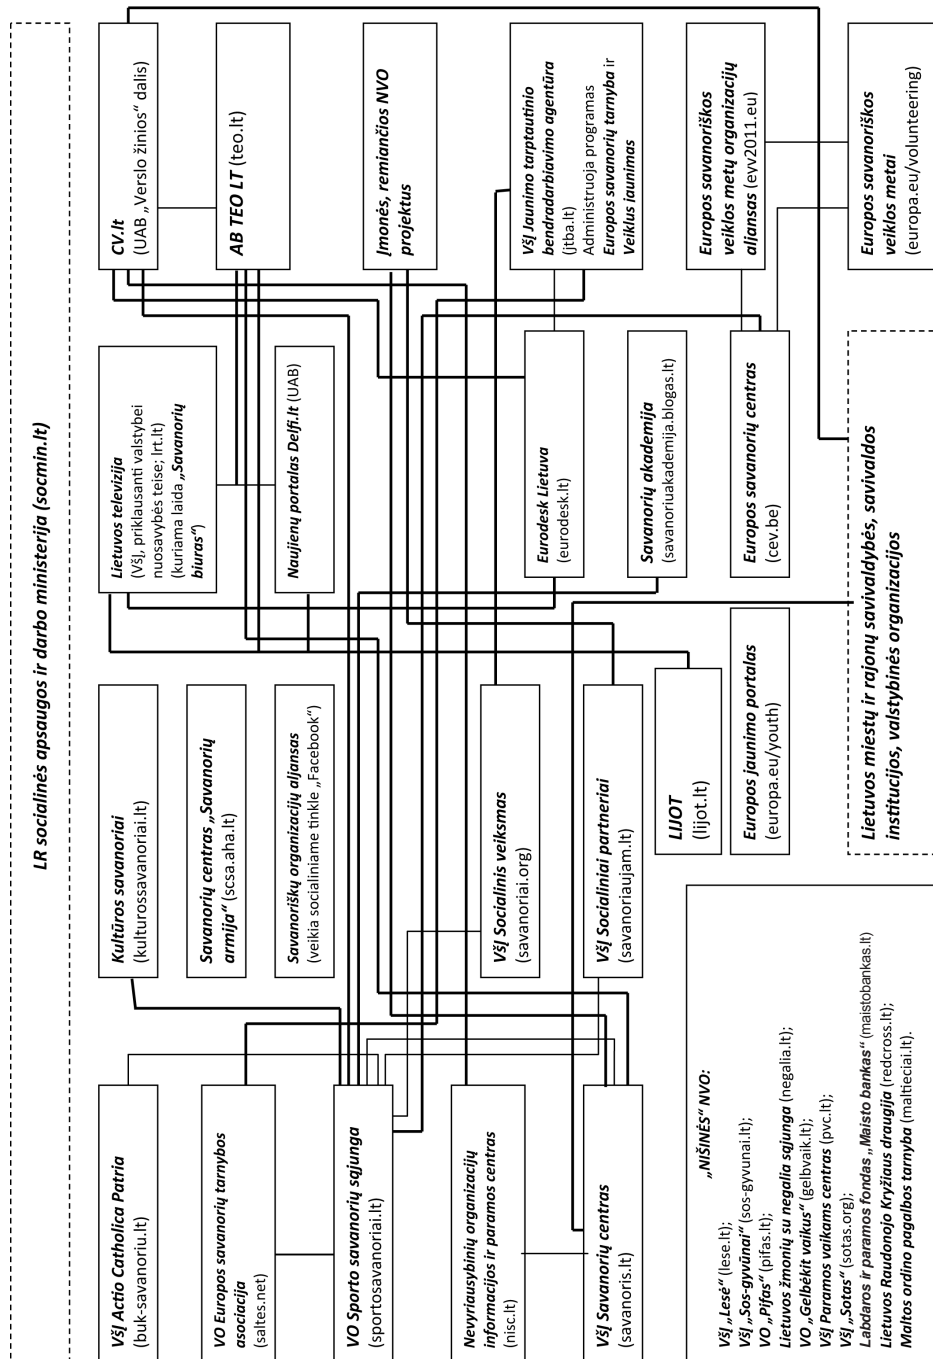 LR socialinės apsaugos ir darbo ministerija (socmin.lt)
VšĮ Actio Catholica Patria
(buk-savanoriu.lt)
VO Europos savanorių tarnybos
asociacija
(saltes.net)
VO Sporto savanorių sąjunga
(sportosavanoriai.lt)
Nevyriausybinių organizacijų
informacijos ir paramos centras
(nisc.lt)
VšĮ Savanorių centras
(savanoris.lt)
„NIŠINĖS“ NVO:
VšĮ „Lesė“ (lese.lt);
VšĮ „Sos-gyvūnai“ (sos-gyvunai.lt);
VO „Pifas“ (pifas.lt);
Lietuvos žmonių su negalia sąjunga (negalia.lt);
VO „Gelbėkit vaikus“ (gelbvaik.lt);
VšĮ Paramos vaikams centras (pvc.lt);
VšĮ „Sotas“ (sotas.org);
Labdaros ir paramos fondas „Maisto bankas“ (maistobankas.lt)
Lietuvos Raudonojo Kryžiaus draugija (redcross.lt);
Maltos ordino pagalbos tarnyba (maltieciai.lt).
Kultūros savanoriai
(kulturossavanoriai.lt)
Savanorių centras „Savanorių
armija“ (scsa.aha.lt)
Savanoriškų organizacijų aljansas
(veikia socialiniame tinkle „Facebook“)
VšĮ Socialinis veiksmas
(savanoriai.org)
VšĮ Socialiniai partneriai
(savanoriaujam.lt)
LIJOT
(lijot.lt)
Europos jaunimo portalas
(europa.eu/youth)
Lietuvos miestų ir rajonų savivaldybės, savivaldos
institucijos, valstybinės organizacijos
Lietuvos televizija
(VšĮ, priklausanti valstybei
nuosavybės teise; lrt.lt)
(kuriama laida „Savanorių
biuras“)
Naujienų portalas Delfi.lt (UAB)
Eurodesk Lietuva
(eurodesk.lt)
Savanorių akademija
(savanoriuakademija.blogas.lt)
Europos savanorių centras
(cev.be)
CV.lt
(UAB „Verslo žinios“ dalis)
AB TEO LT (teo.lt)
Įmonės, remiančios NVO
projektus
VšĮ Jaunimo tarptautinio
bendradarbiavimo agentūra
(jtba.lt)
Administruoja programas
Europos savanorių tarnyba ir
Veiklus jaunimas
Europos savanoriškos
veiklos metų organizacijų
aljansas (eyv2011.eu)
Europos savanoriškos
veiklos metai
(europa.eu/volunteering)